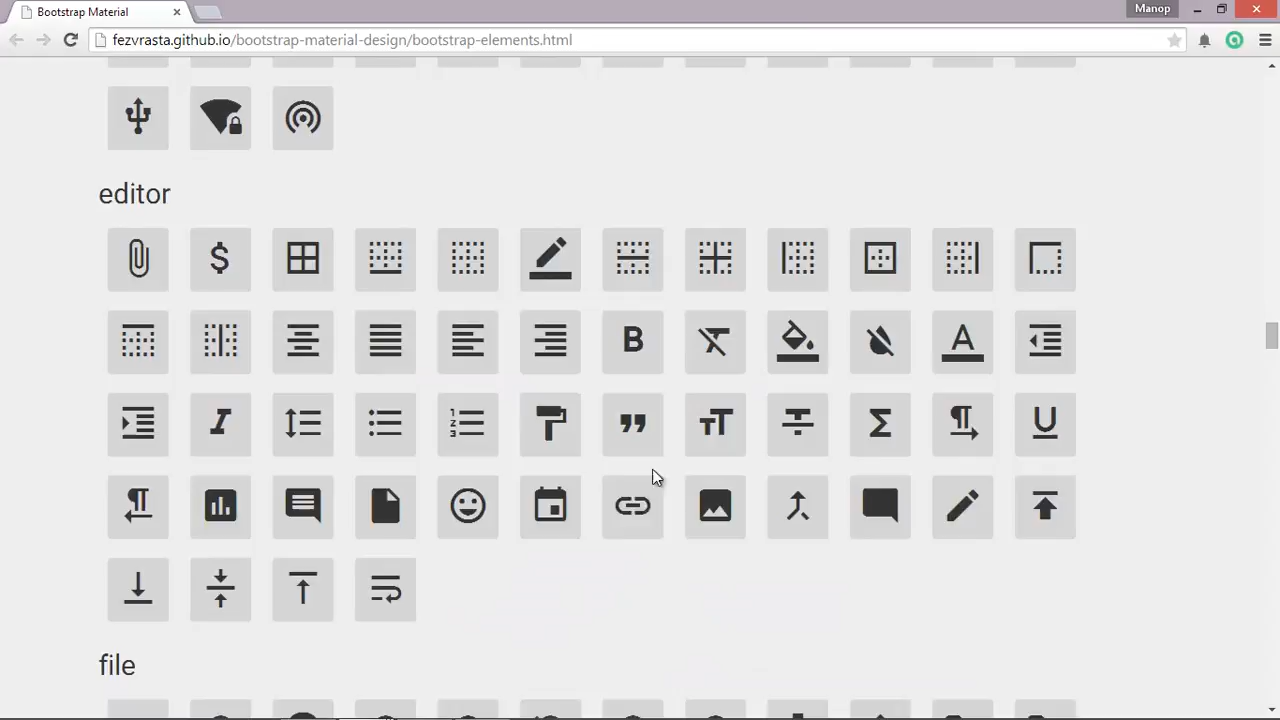 Bootstrap Material
Manop
fezvrasta.github.io/bootstrap-material-design/bootstrap-elements.html
editor
file